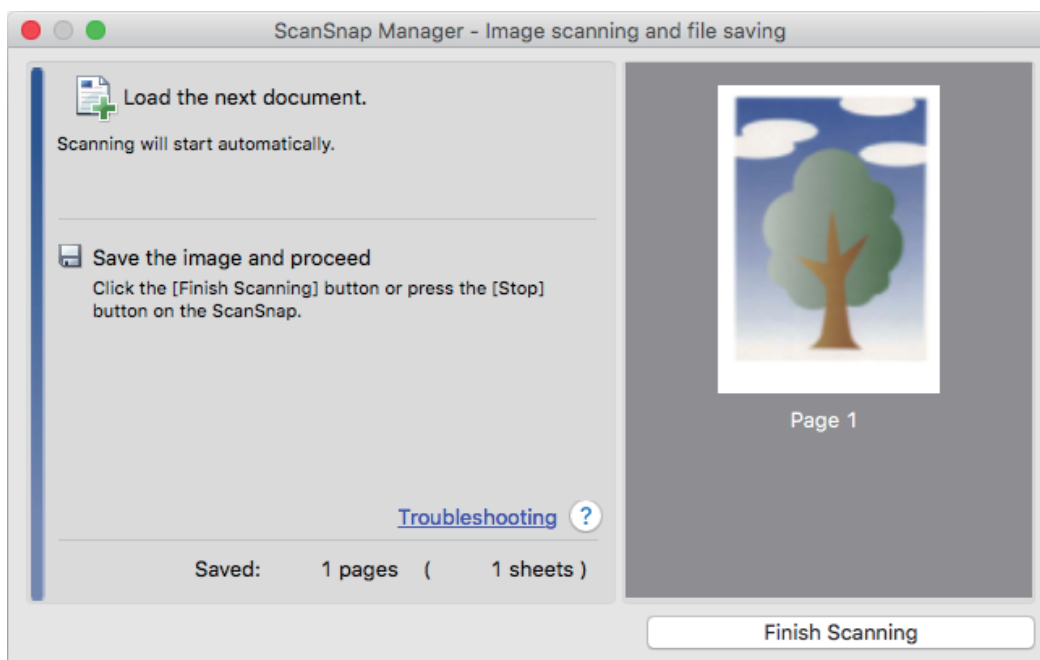 ScanSnap Manager - Image scanning and file saving
Load the next document.
Scanning will start automatically.
Save the image and proceed
Click the [Finish Scanning] button or press the [Stop]
button on the ScanSnap.
Page 1
Troubleshooting ?
Saved: 1 pages ( 1 sheets )
Finish Scanning